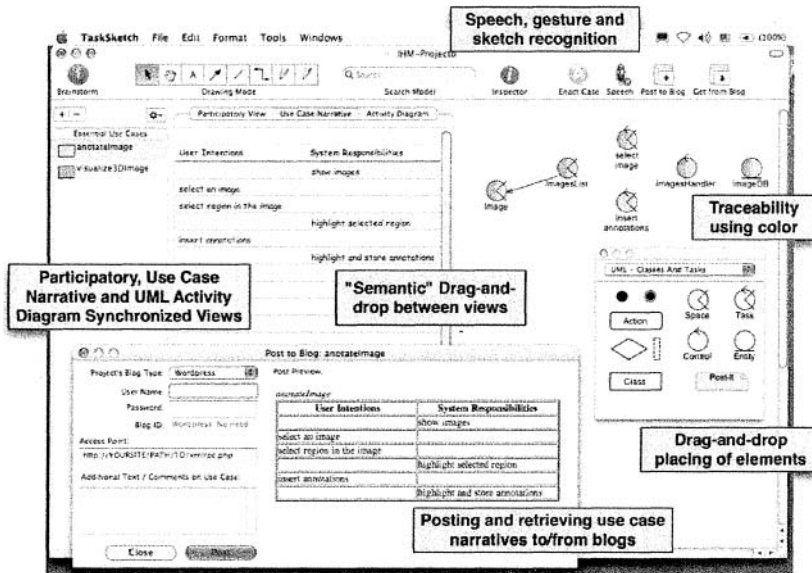 Speech, gesture and
sketch recognition
TaskSketch File Edit Format Tools Windows
(100%)
IHM-Projecto
Brainstorm
A
Drawing Mode
Search Model
Inspector
Enact Case
Speech
Post to Blog
Get from Blog
+ -
Participatory View
Use Case Narrative
Activity Diagram
Essential Use Cases
anotateImage
visualize3DImage
User Intentions
System Responsibilities
show images
select an image
select region in the image
highlight selected region
insert annotations
highlight and store annotations
select
image
Image
ImagesList
ImagesHandler
ImageDB
insert
annotations
Traceability
using color
Participatory, Use Case
Narrative and UML Activity
Diagram Synchronized Views
"Semantic" Drag-and-
drop between views
UML - Classes And Tasks
Action
Space
Task
Control
Entity
Class
Post-it
Drag-and-drop
placing of elements
Post to Blog: anotateImage
Project's Blog Type:
Wordpress
User Name:
Password:
Blog ID:
Wordpress: No need
Access Point:
Additional Text / Comments on Use Case:
Close
Post
Post Preview:
anotateImage
User Intentions
System Responsibilities
show images
select an image
select region in the image
highlight selected region
insert annotations
highlight and store annotations
Posting and retrieving use case
narratives to/from blogs